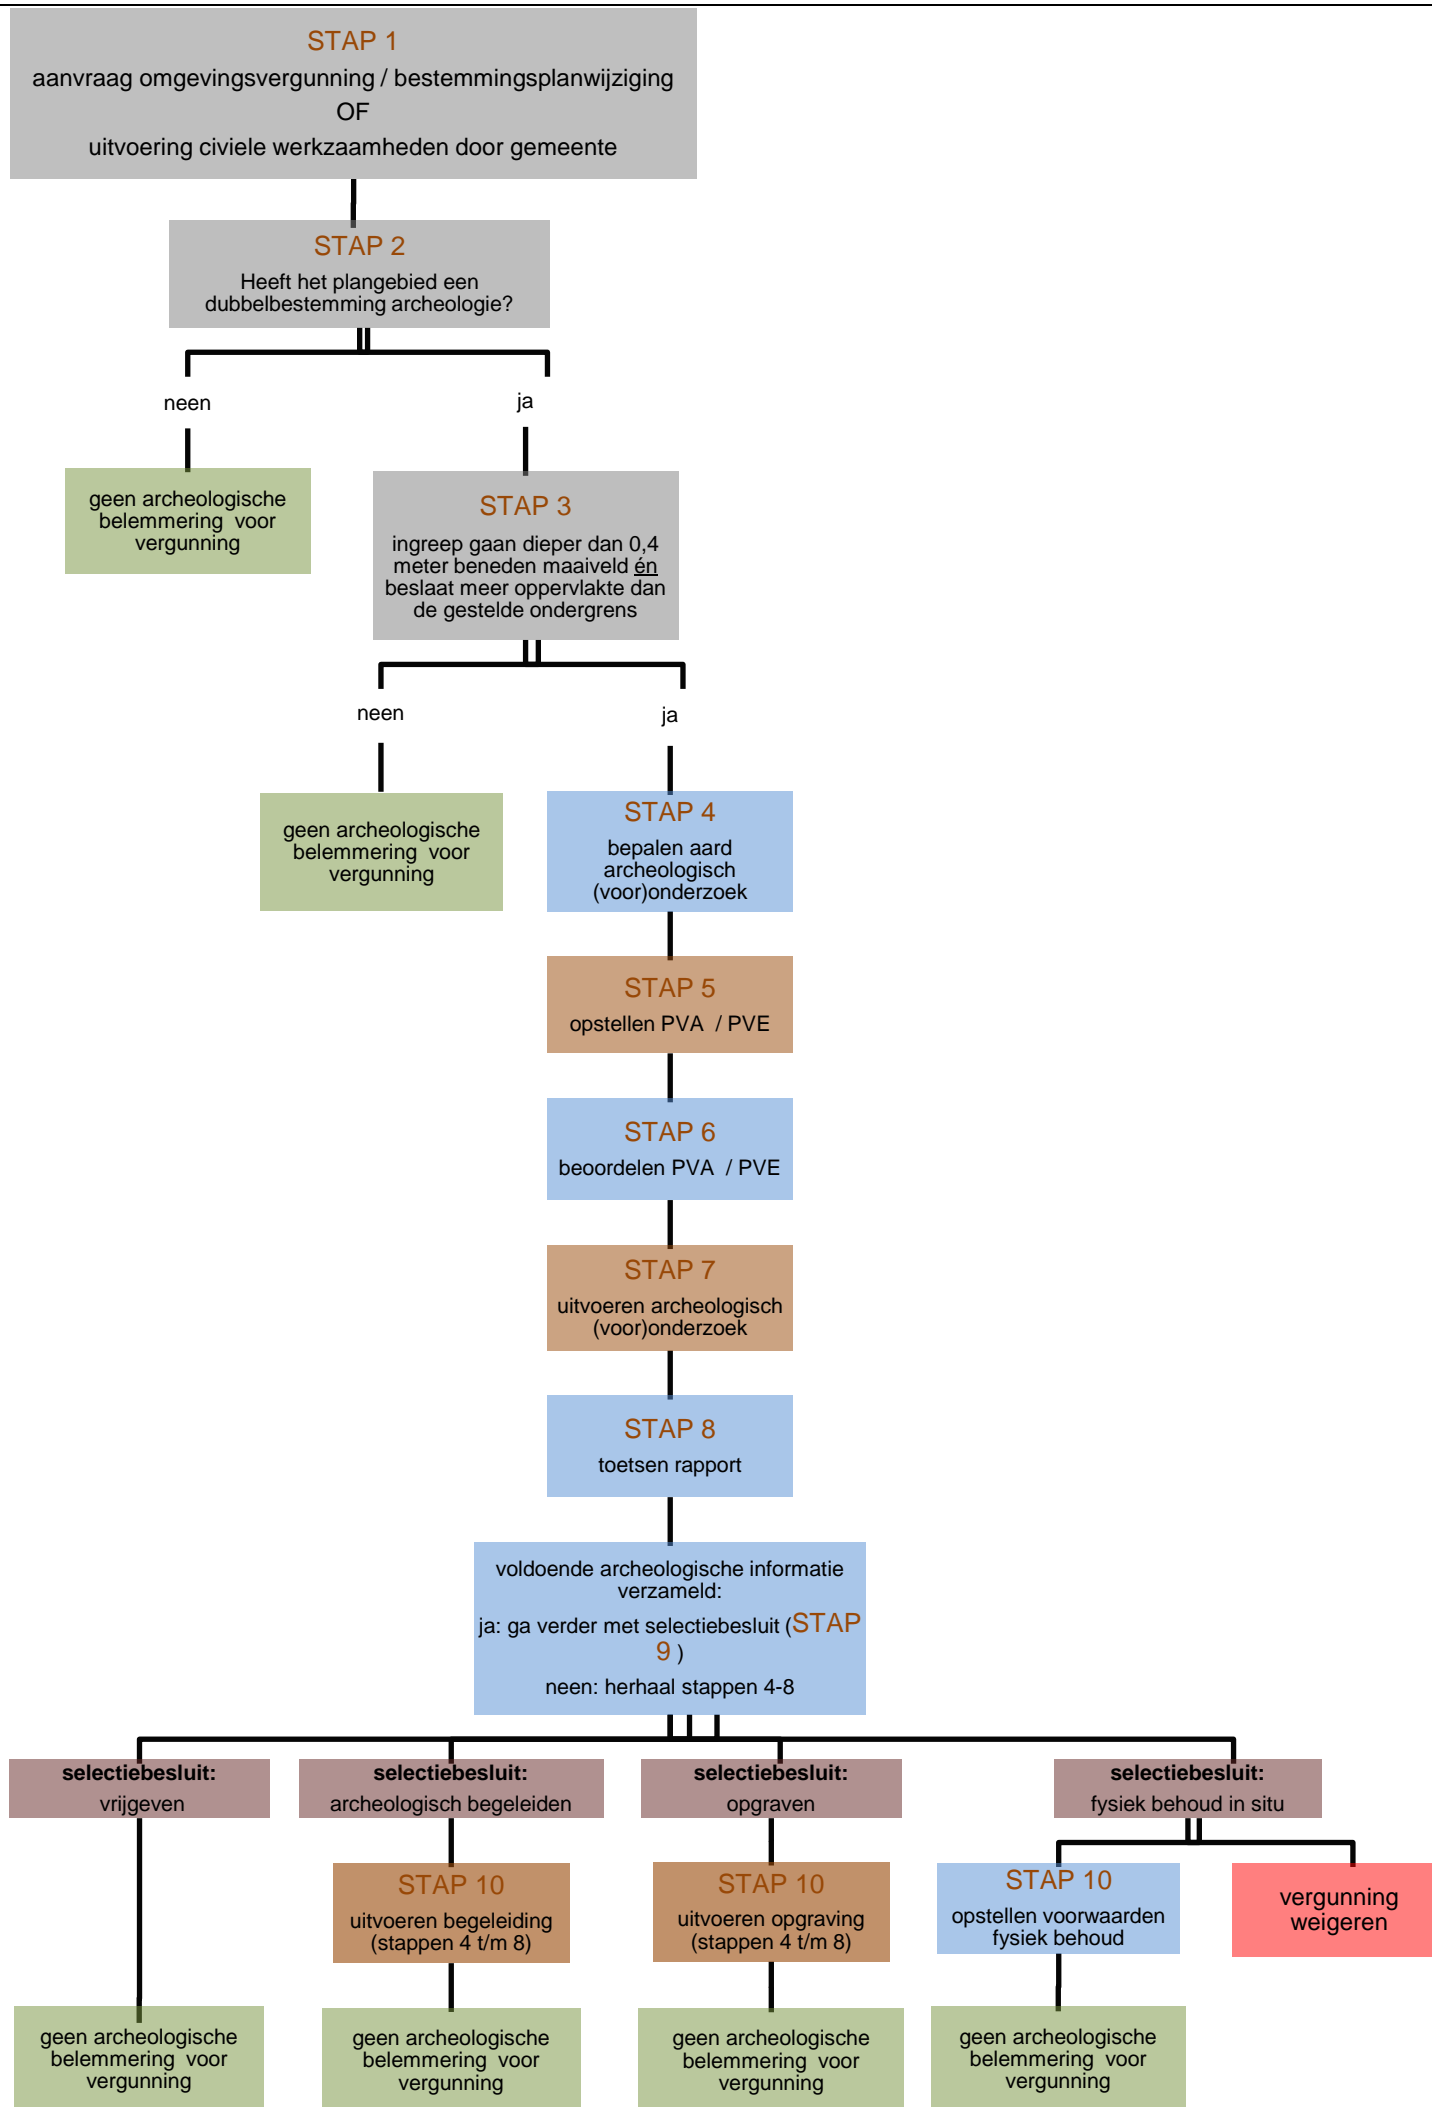 STAP 1
aanvraag omgevingsvergunning / bestemmingsplanwijziging
OF
uitvoering civiele werkzaamheden door gemeente
STAP 2
Heeft het plangebied een
dubbelbestemming archeologie?
neen
ja
geen archeologische
belemmering voor
vergunning
STAP 3
ingreep gaan dieper dan 0,4
meter beneden maaiveld én
beslaat meer oppervlakte dan
de gestelde ondergrens
neen
ja
geen archeologische
belemmering voor
vergunning
STAP 4
bepalen aard
archeologisch
(voor)onderzoek
STAP 5
opstellen PVA / PVE
STAP 6
beoordelen PVA / PVE
STAP 7
uitvoeren archeologisch
(voor)onderzoek
STAP 8
toetsen rapport
voldoende archeologische informatie
verzameld:
ja: ga verder met selectiebesluit (STAP
9 )
neen: herhaal stappen 4-8
selectiebesluit:
vrijgeven
selectiebesluit:
archeologisch begeleiden
selectiebesluit:
opgraven
selectiebesluit:
fysiek behoud in situ
STAP 10
uitvoeren begeleiding
(stappen 4 t/m 8)
STAP 10
uitvoeren opgraving
(stappen 4 t/m 8)
STAP 10
opstellen voorwaarden
fysiek behoud
vergunning
weigeren
geen archeologische
belemmering voor
vergunning
geen archeologische
belemmering voor
vergunning
geen archeologische
belemmering voor
vergunning
geen archeologische
belemmering voor
vergunning